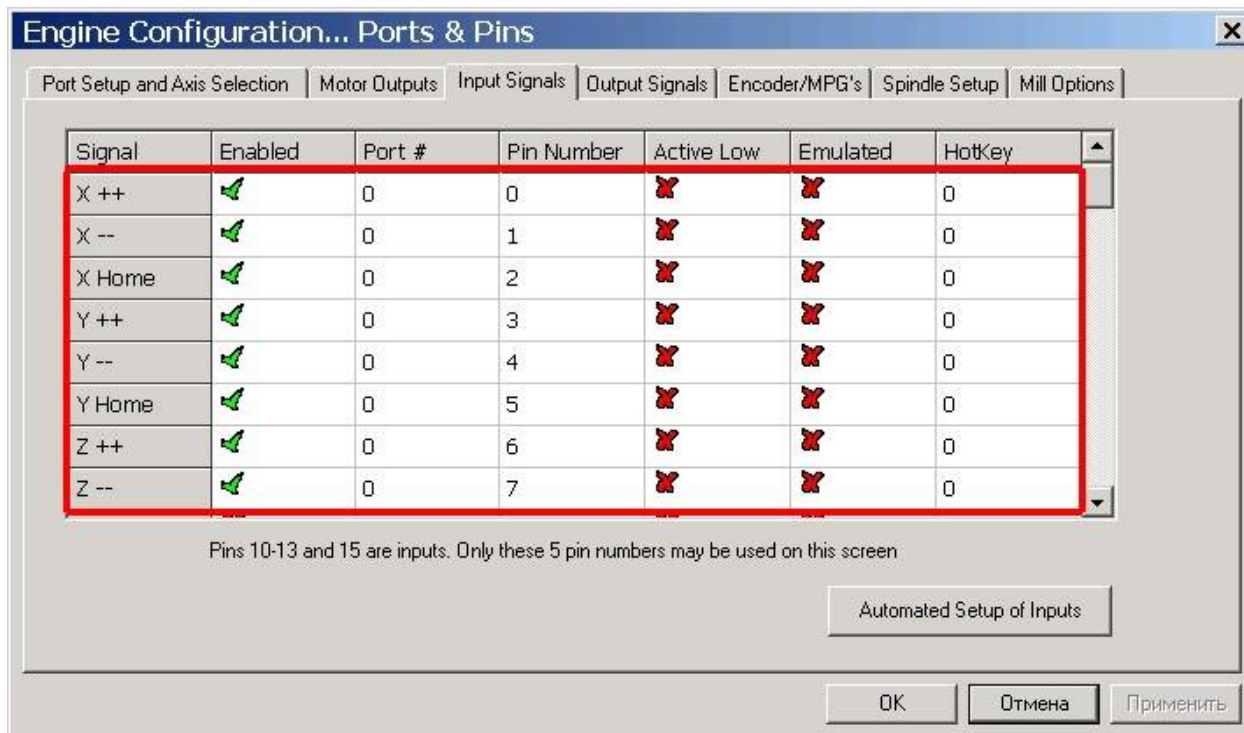 Engine Configuration... Ports & Pins
Port Setup and Axis Selection Motor Outputs Input Signals Output Signals Encoder/MPG's Spindle Setup Mill Options
Signal Enabled Port # Pin Number Active Low Emulated HotKey
X ++ 0 0 0
X -- 0 1 0
X Home 0 2 0
Y ++ 0 3 0
Y -- 0 4 0
Y Home 0 5 0
Z ++ 0 6 0
Z -- 0 7 0
Pins 10-13 and 15 are inputs. Only these 5 pin numbers may be used on this screen
Automated Setup of Inputs
OK Отмена Применить